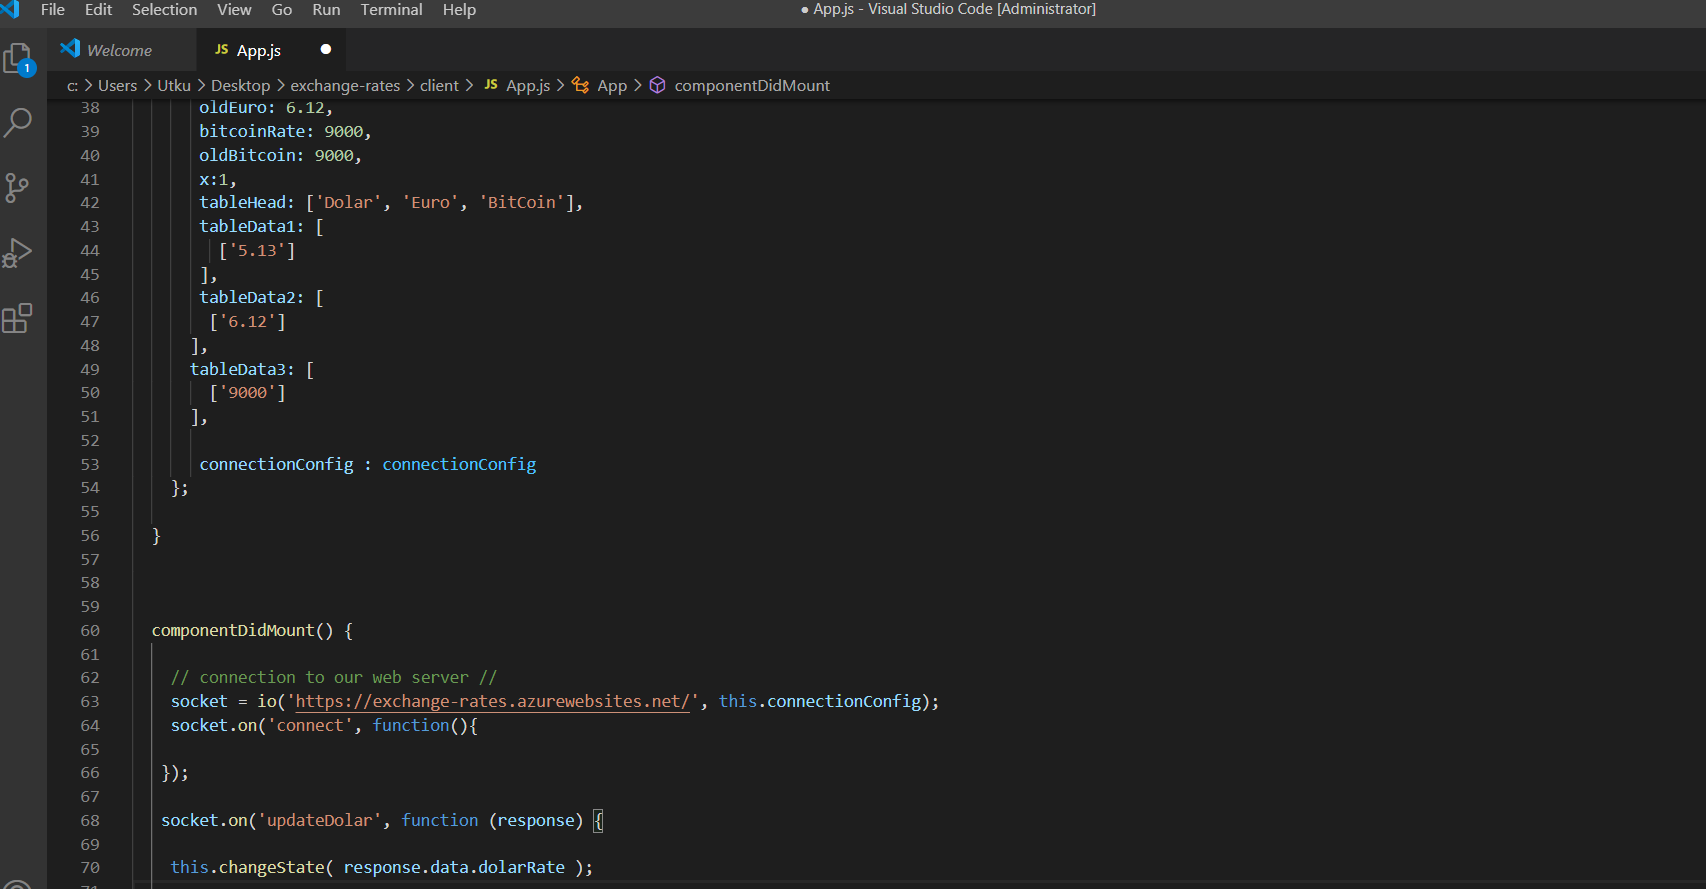 File Edit Selection View Go Run Terminal Help ● App.js - Visual Studio Code [Administrator]
Welcome JS App.js ●
1
c: > Users > Utku > Desktop > exchange-rates > client > JS App.js > App > componentDidMount
38 oldEuro: 6.12,
39 bitcoinRate: 9000,
40 oldBitcoin: 9000,
41 x:1,
42 tableHead: ['Dolar', 'Euro', 'BitCoin'],
43 tableData1: [
44 ['5.13']
45 ],
46 tableData2: [
47 ['6.12']
48 ],
49 tableData3: [
50 ['9000']
51 ],
52
53 connectionConfig : connectionConfig
54 };
55
56 }
57
58
59
60 componentDidMount() {
61
62 // connection to our web server //
63 socket = io('https://exchange-rates.azurewebsites.net/', this.connectionConfig);
64 socket.on('connect', function(){
65
66 });
67
68 socket.on('updateDolar', function (response) {
69
70 this.changeState( response.data.dolarRate );